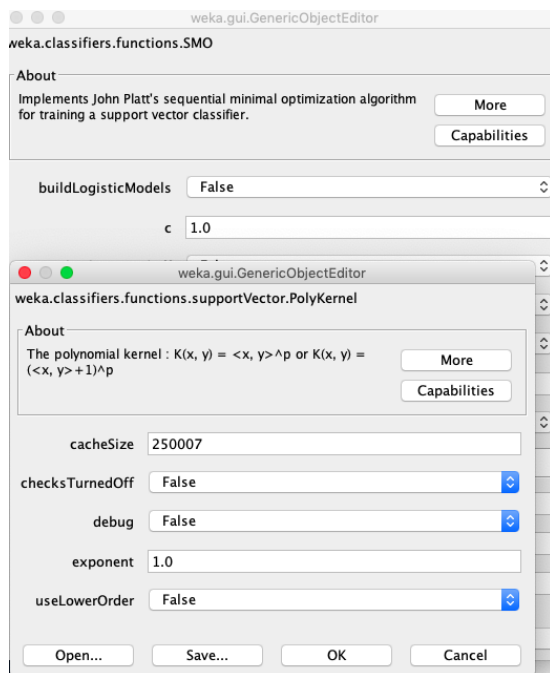 weka.gui.GenericObjectEditor
weka.classifiers.functions.SMO
About
Implements John Platt's sequential minimal optimization algorithm
for training a support vector classifier.
More
Capabilities
buildLogisticModels False
c 1.0
weka.gui.GenericObjectEditor
weka.classifiers.functions.supportVector.PolyKernel
About
The polynomial kernel : K(x, y) = <x, y>^p or K(x, y) =
(<x, y>+1)^p
More
Capabilities
cacheSize 250007
checksTurnedOff False
debug False
exponent 1.0
useLowerOrder False
Open... Save... OK Cancel